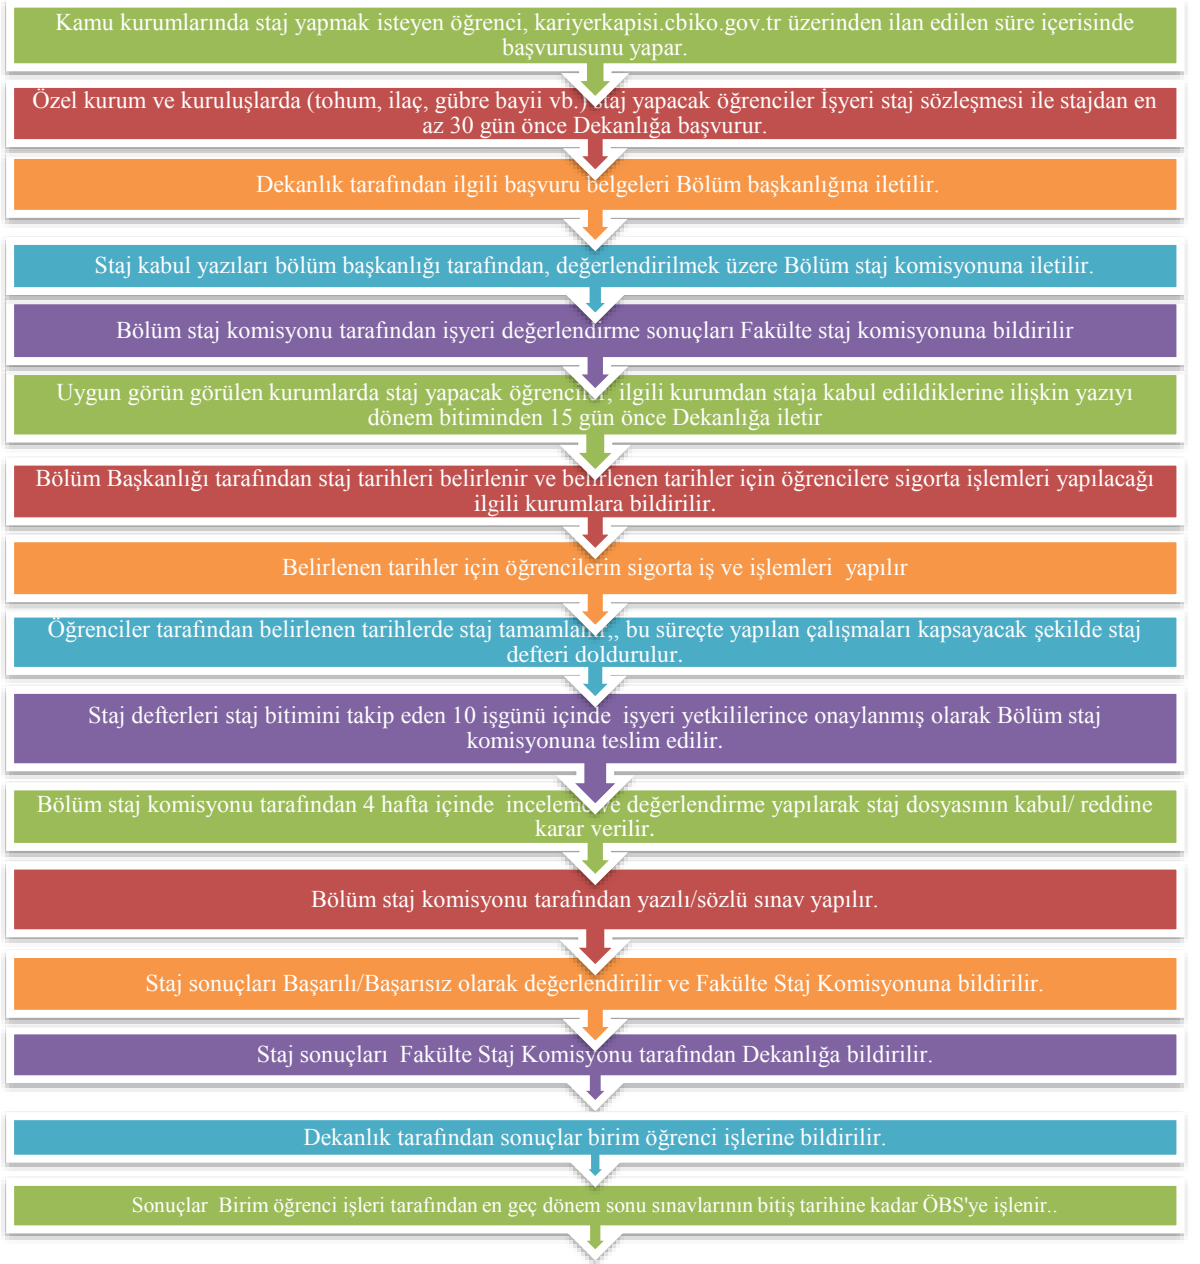 Kamu kurumlarında staj yapmak isteyen öğrenci, kariyerkapisi.cbiko.gov.tr üzerinden ilan edilen süre içerisinde
başvurusunu yapar.
Özel kurum ve kuruluşlarda (tohum, ilaç, gübre bayii vb.) staj yapacak öğrenciler İşyeri staj sözleşmesi ile stajdan en
az 30 gün önce Dekanlığa başvurur.
Dekanlık tarafından ilgili başvuru belgeleri Bölüm başkanlığına iletilir.
Staj kabul yazıları bölüm başkanlığı tarafından, değerlendirilmek üzere Bölüm staj komisyonuna iletilir.
Bölüm staj komisyonu tarafından işyeri değerlendirme sonuçları Fakülte staj komisyonuna bildirilir
Uygun görün görülen kurumlarda staj yapacak öğrenciler, ilgili kurumdan staja kabul edildiklerine ilişkin yazıyı
dönem bitiminden 15 gün önce Dekanlığa iletir
Bölüm Başkanlığı tarafından staj tarihleri belirlenir ve belirlenen tarihler için öğrencilere sigorta işlemleri yapılacağı
ilgili kurumlara bildirilir.
Belirlenen tarihler için öğrencilerin sigorta iş ve işlemleri yapılır
Öğrenciler tarafından belirlenen tarihlerde staj tamamlanır,, bu süreçte yapılan çalışmaları kapsayacak şekilde staj
defteri doldurulur.
Staj defterleri staj bitimini takip eden 10 işgünü içinde işyeri yetkililerince onaylanmış olarak Bölüm staj
komisyonuna teslim edilir.
Bölüm staj komisyonu tarafından 4 hafta içinde inceleme ve değerlendirme yapılarak staj dosyasının kabul/ reddine
karar verilir.
Bölüm staj komisyonu tarafından yazılı/sözlü sınav yapılır.
Staj sonuçları Başarılı/Başarısız olarak değerlendirilir ve Fakülte Staj Komisyonuna bildirilir.
Staj sonuçları Fakülte Staj Komisyonu tarafından Dekanlığa bildirilir.
Dekanlık tarafından sonuçlar birim öğrenci işlerine bildirilir.
Sonuçlar Birim öğrenci işleri tarafından en geç dönem sonu sınavlarının bitiş tarihine kadar ÖBS'ye işlenir..